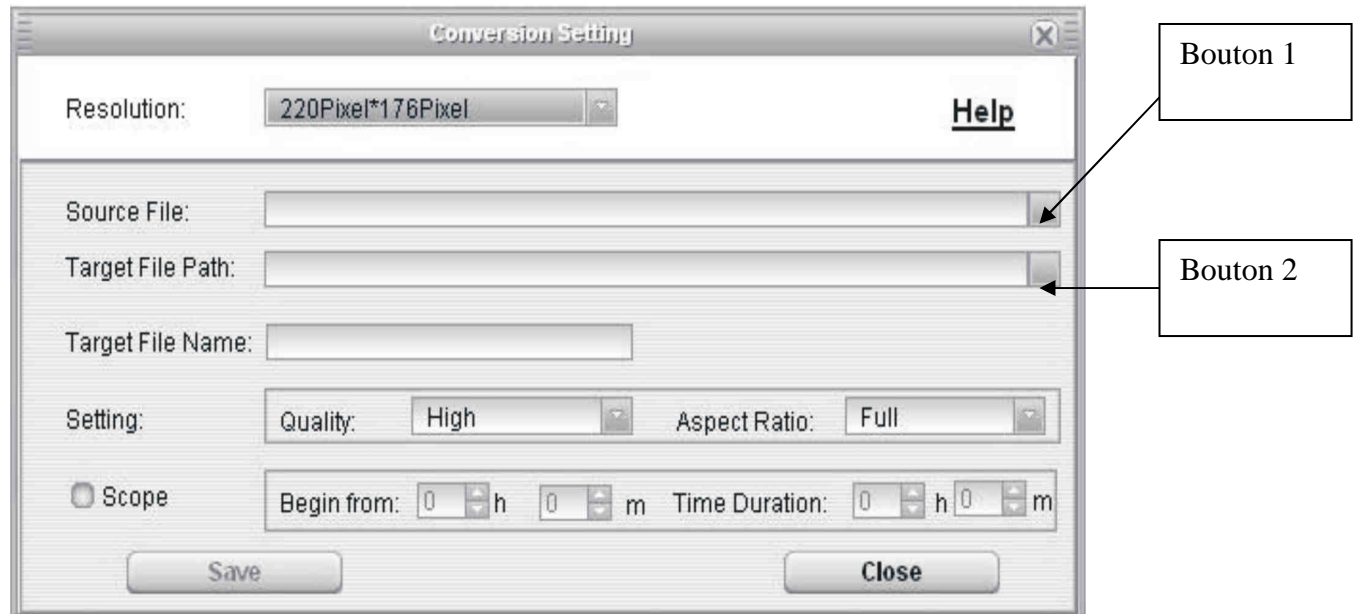 Conversion Setting
Bouton 1
Resolution: 220Pixel*176Pixel Help
Source File:
Target File Path:
Bouton 2
Target File Name:
Setting: Quality: High Aspect Ratio: Full
Scope Begin from: 0 h 0 m Time Duration: 0 h 0 m
Save Close